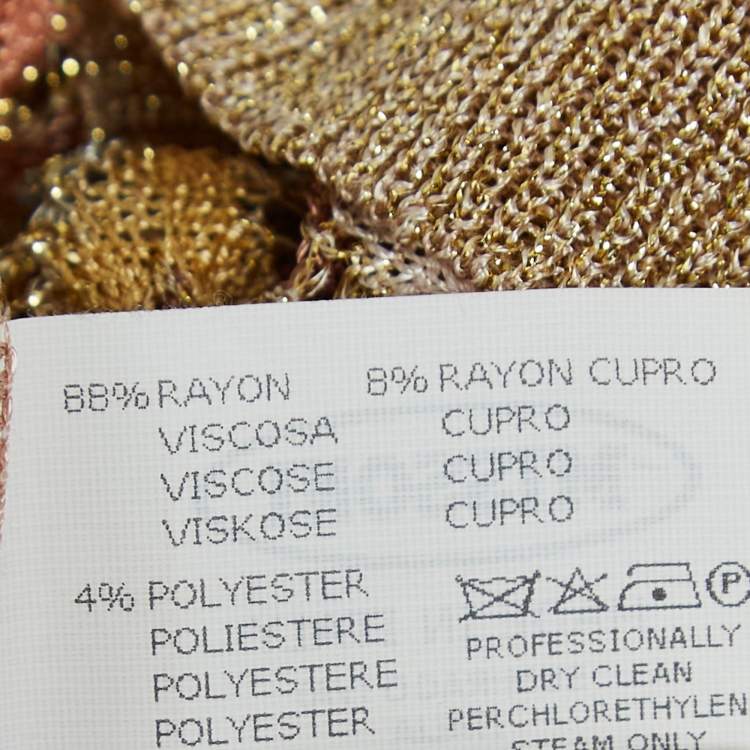 88% RAYON
VISCOSA
VISCOSE
VISKOSE
8% RAYON CUPRO
CUPRO
CUPRO
CUPRO
4% POLYESTER
POLIESTERE
POLYESTERE
POLYESTER
P
PROFESSIONALLY
DRY CLEAN
PERCHLORETHYLEN
STEAM ONLY